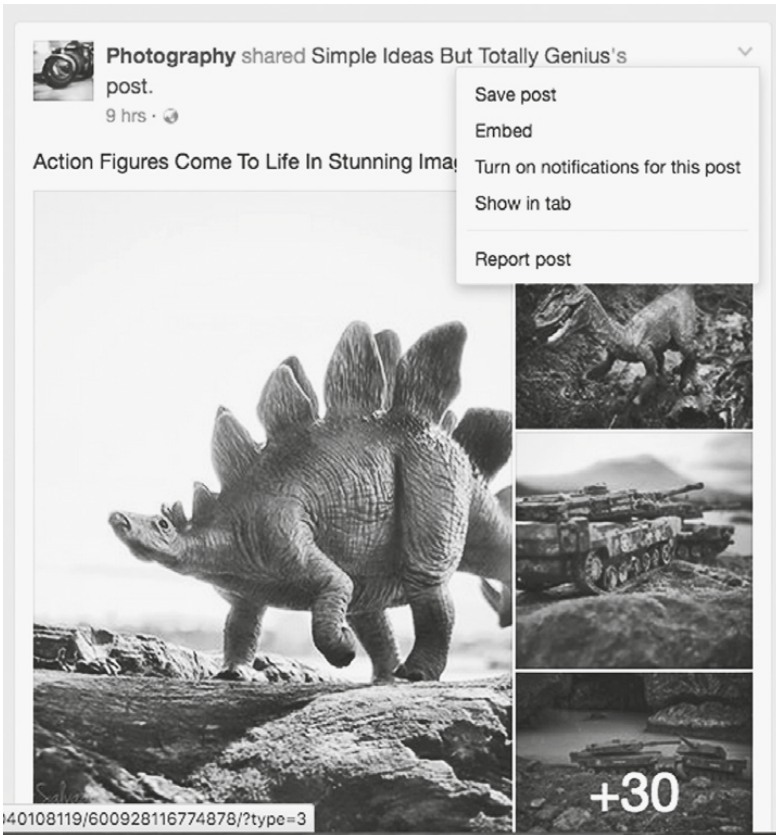 Photography shared Simple Ideas But Totally Genius's
post.
9 hrs ·
Action Figures Come To Life In Stunning
Save post
Embed
Turn on notifications for this post
Show in tab
Report post
+30
40108119/600928116774878/?type=3